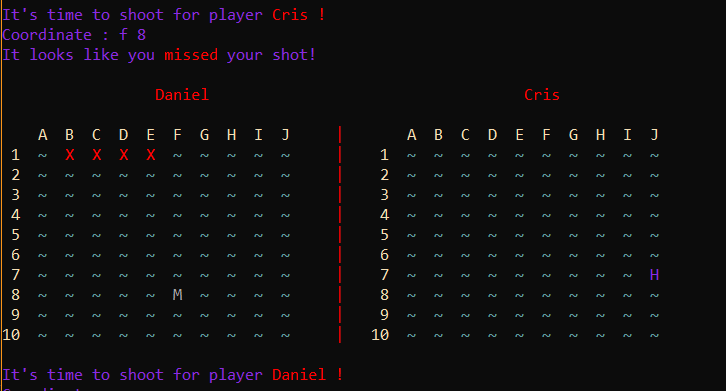 It's time to shoot for player Cris !
Coordinate : f 8
It looks like you missed your shot!
Daniel Cris
A B C D E F G H I J | A B C D E F G H I J
1 ~ X X X X ~ ~ ~ ~ ~ | 1 ~ ~ ~ ~ ~ ~ ~ ~ ~ ~
2 ~ ~ ~ ~ ~ ~ ~ ~ ~ ~ | 2 ~ ~ ~ ~ ~ ~ ~ ~ ~ ~
3 ~ ~ ~ ~ ~ ~ ~ ~ ~ ~ | 3 ~ ~ ~ ~ ~ ~ ~ ~ ~ ~
4 ~ ~ ~ ~ ~ ~ ~ ~ ~ ~ | 4 ~ ~ ~ ~ ~ ~ ~ ~ ~ ~
5 ~ ~ ~ ~ ~ ~ ~ ~ ~ ~ | 5 ~ ~ ~ ~ ~ ~ ~ ~ ~ ~
6 ~ ~ ~ ~ ~ ~ ~ ~ ~ ~ | 6 ~ ~ ~ ~ ~ ~ ~ ~ ~ ~
7 ~ ~ ~ ~ ~ ~ ~ ~ ~ ~ | 7 ~ ~ ~ ~ ~ ~ ~ ~ ~ H
8 ~ ~ ~ ~ ~ M ~ ~ ~ ~ | 8 ~ ~ ~ ~ ~ ~ ~ ~ ~ ~
9 ~ ~ ~ ~ ~ ~ ~ ~ ~ ~ | 9 ~ ~ ~ ~ ~ ~ ~ ~ ~ ~
10 ~ ~ ~ ~ ~ ~ ~ ~ ~ ~ | 10 ~ ~ ~ ~ ~ ~ ~ ~ ~ ~
It's time to shoot for player Daniel !